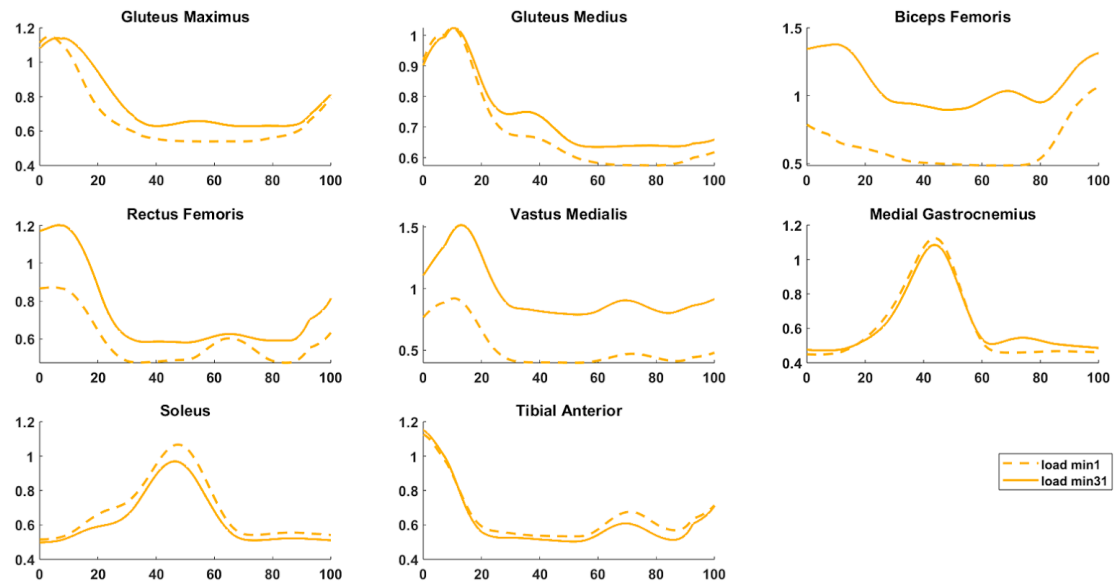 Gluteus Maximus
1.2
1
0.8
0.6
0.4
0 20 40 60 80 100
Gluteus Medius
1
0.9
0.8
0.7
0.6
0 20 40 60 80 100
Biceps Femoris
1.5
1
0.5
0 20 40 60 80 100
Rectus Femoris
1.2
1
0.8
0.6
0 20 40 60 80 100
Vastus Medialis
1.5
1
0.5
0 20 40 60 80 100
Medial Gastrocnemius
1.2
1
0.8
0.6
0.4
0 20 40 60 80 100
Soleus
1.2
1
0.8
0.6
0.4
0 20 40 60 80 100
Tibial Anterior
1.2
1
0.8
0.6
0.4
0 20 40 60 80 100
load min1
load min31